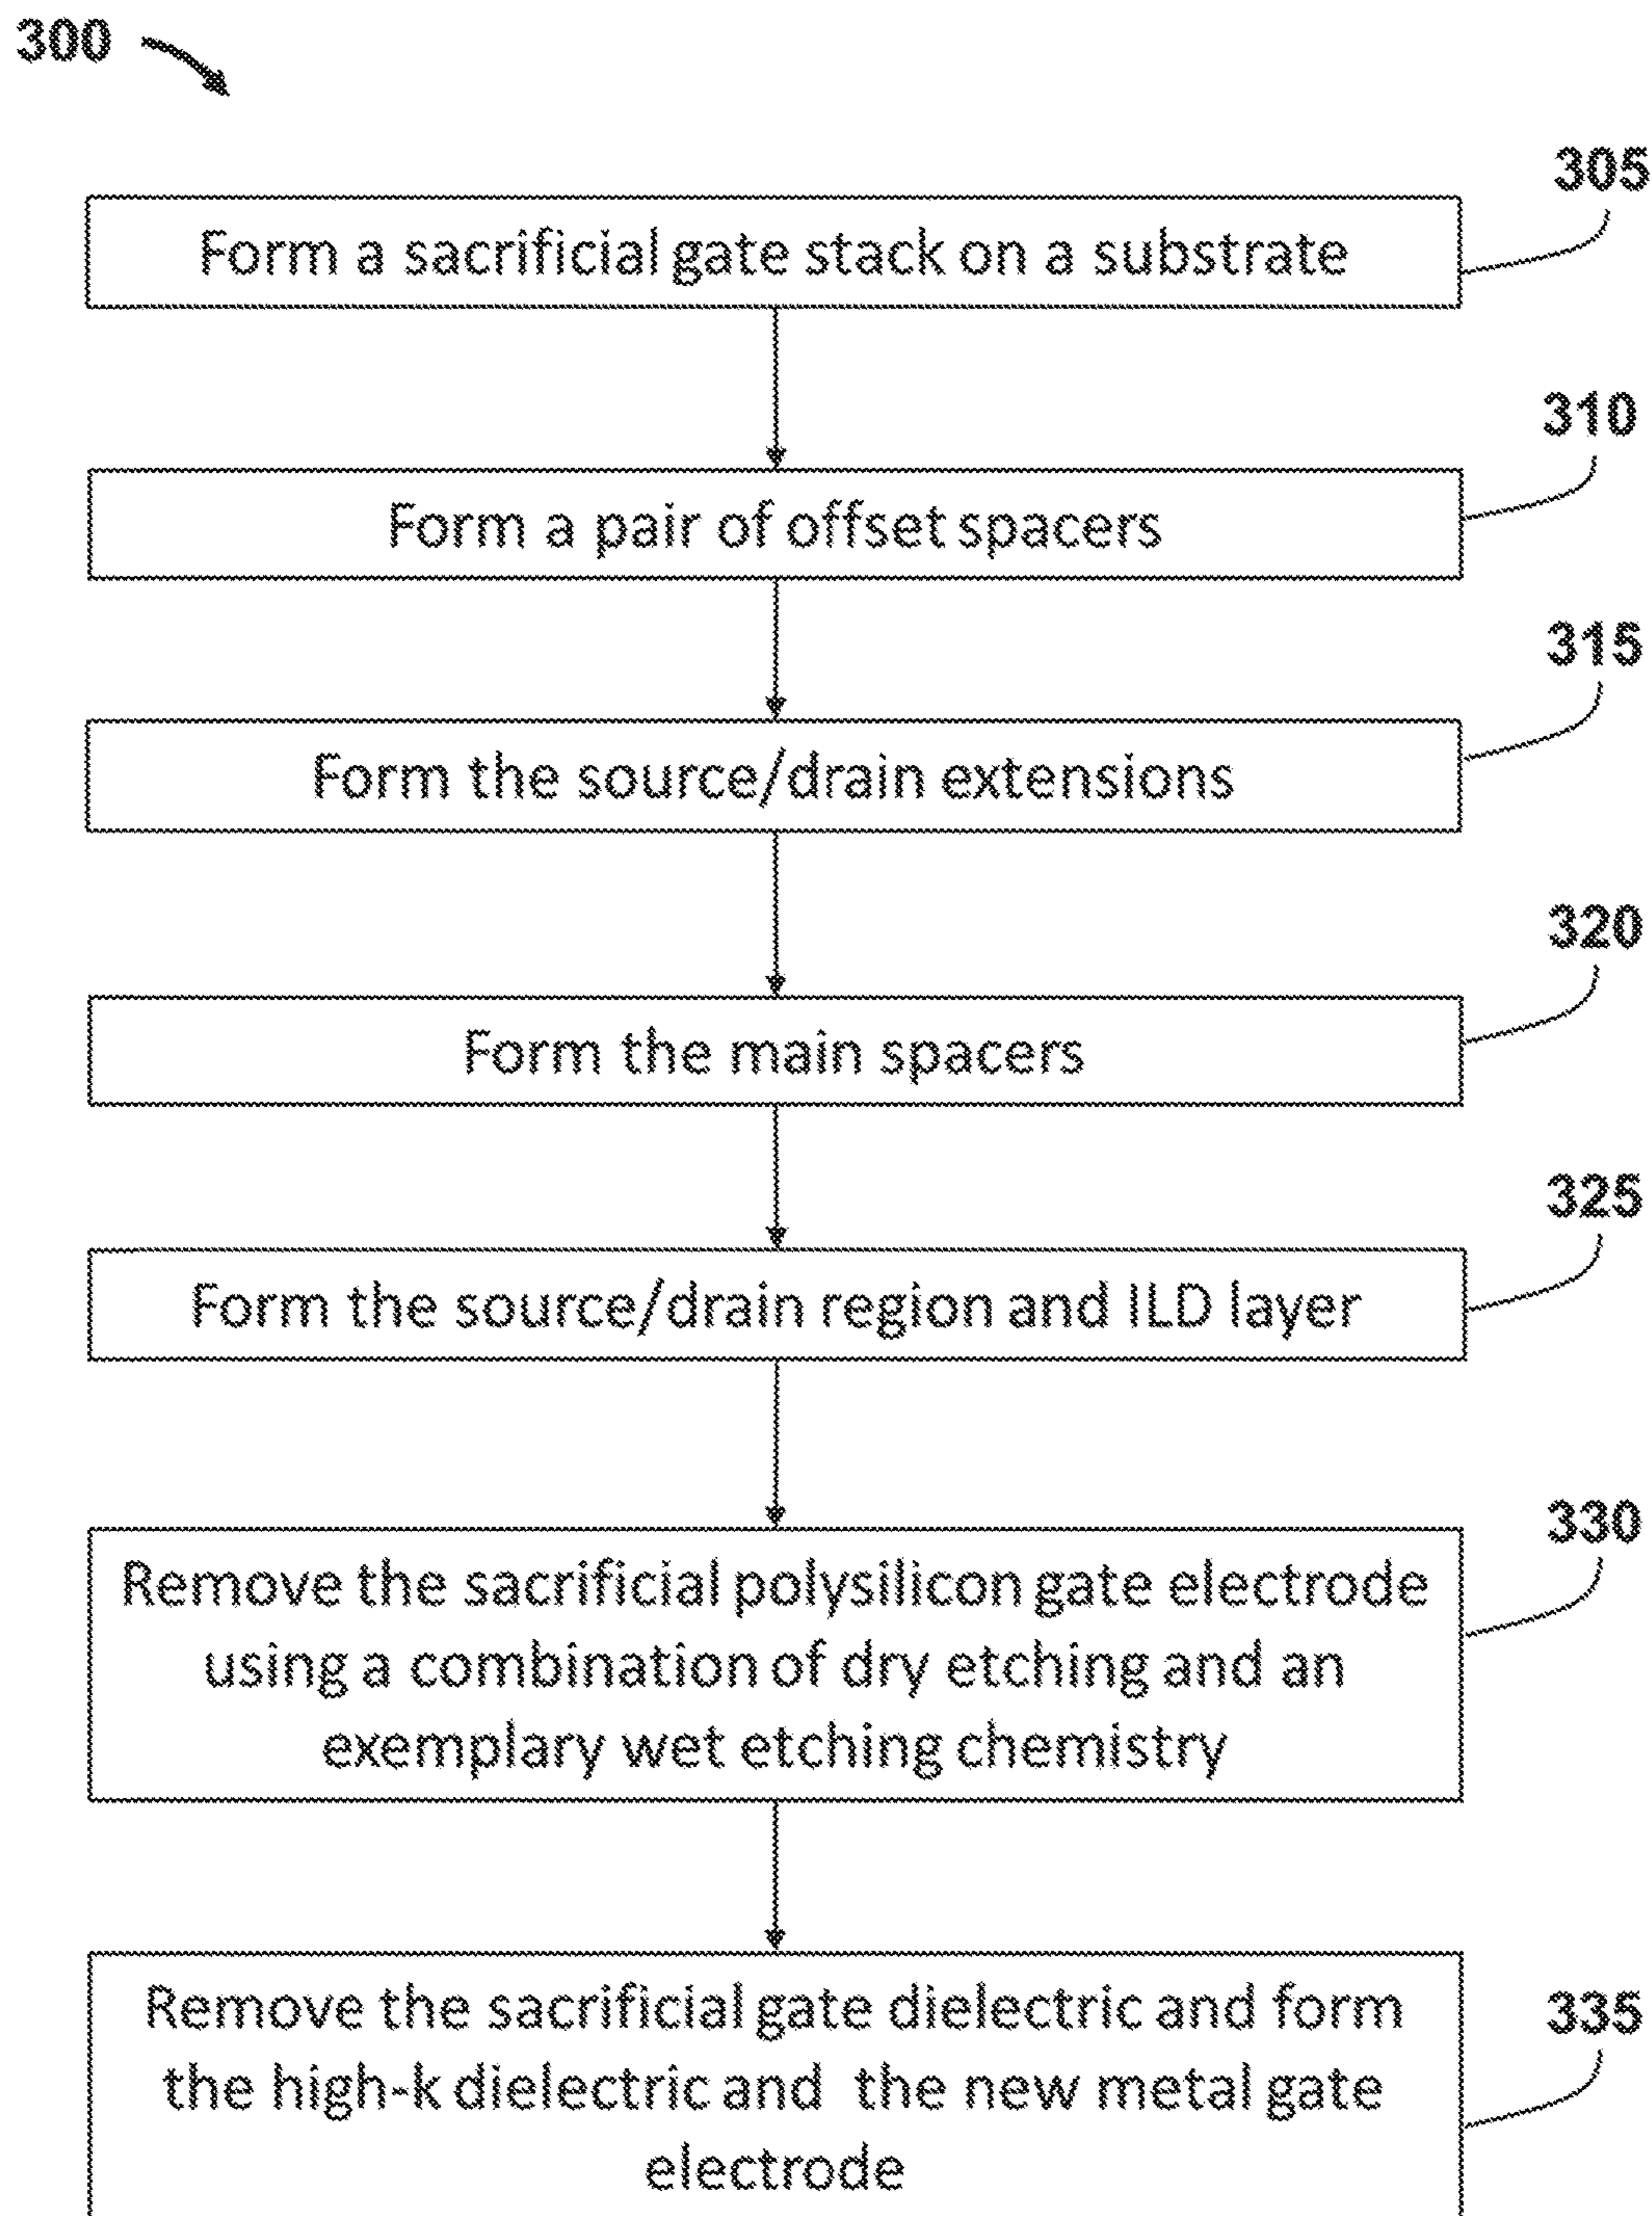 300
305
Form a sacrificial gate stack on a substrate
310
Form a pair of offset spacers
315
Form the source/drain extensions
320
Form the main spacers
325
Form the source/drain region and ILD layer
330
Remove the sacrificial polysilicon gate electrode
using a combination of dry etching and an
exemplary wet etching chemistry
335
Remove the sacrificial gate dielectric and form
the high-k dielectric and the new metal gate
electrode